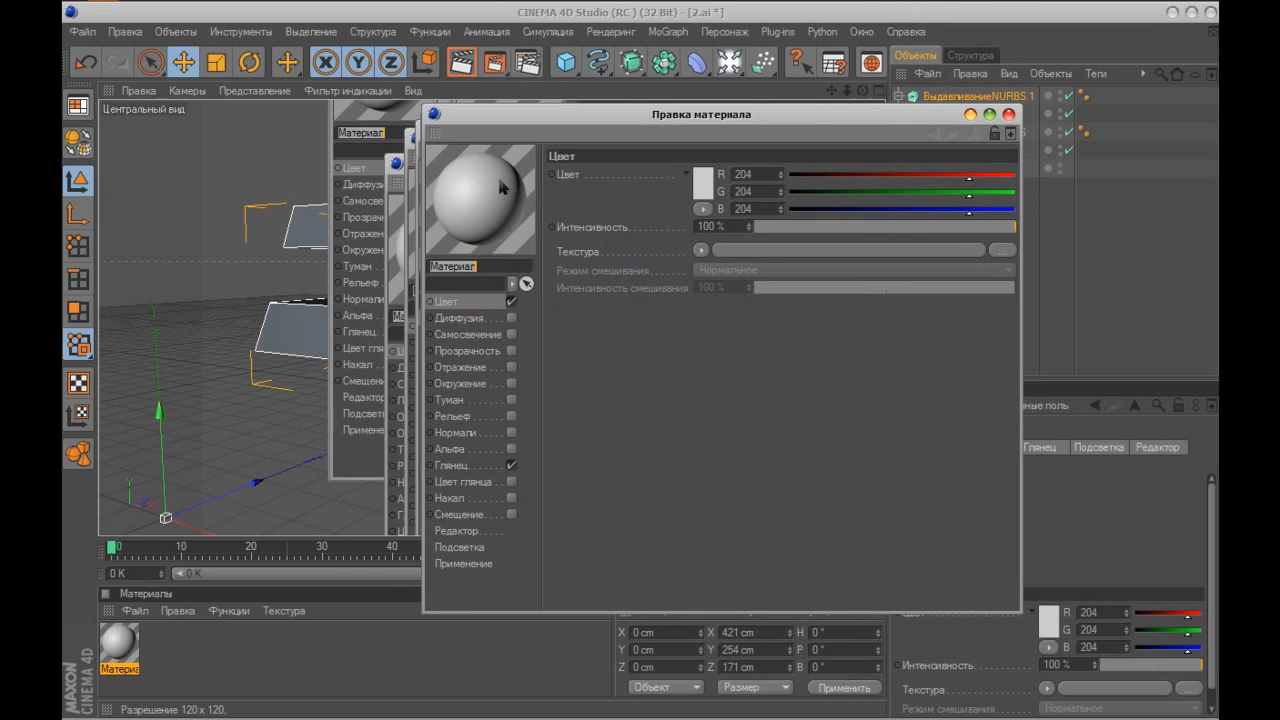 CINEMA 4D Studio (RC ) (32 Bit) - [2.ai *]
Файл Правка Объекты Инструменты Выделение Структура Функции Анимация Симуляция Рендеринг MoGraph Персонаж Plug-ins Python Окно Справка
Объекты Структура
Файл Правка Вид Объекты Теги
Правка Камеры Представление Фильтр индикации Вид
ВыдавливаниеNURBS.1
Центральный вид
Правка материала
Материал
Цвет
Цвет R 204
G 204
B 204
Интенсивность 100 %
Текстура ...
Режим смешивания Нормальное
Интенсивность смешивания 100 %
Материал
Цвет
Диффузия
Самосвечение
Прозрачность
Отражение
Окружение
Туман
Рельеф
Нормали
Альфа
Глянец
Цвет глянца
Накал
Смещение
Редактор
Подсветка
Применение
Цвет
Диффузи
Самосве
Прозрачн
Отражен
Окружен
Туман
Рельеф
Нормали
Альфа
Глянец
Цвет гля
Накал
Смещен
Редактор
Подсветк
Применe
нные поль
Глянец Подсветка Редактор
0 10 20 30 40
0 K 0 K
Материалы
Файл Правка Функции Текстура
Материа
X 0 cm X 421 cm H 0 °
Y 0 cm Y 254 cm P 0 °
Z 0 cm Z 171 cm B 0 °
Объект Размер Применить
R 204
G 204
B 204
Интенсивность 100 %
Текстура ...
Режим смешивания Нормальное
MAXON
CINEMA 4D
Разрешение 120 x 120,